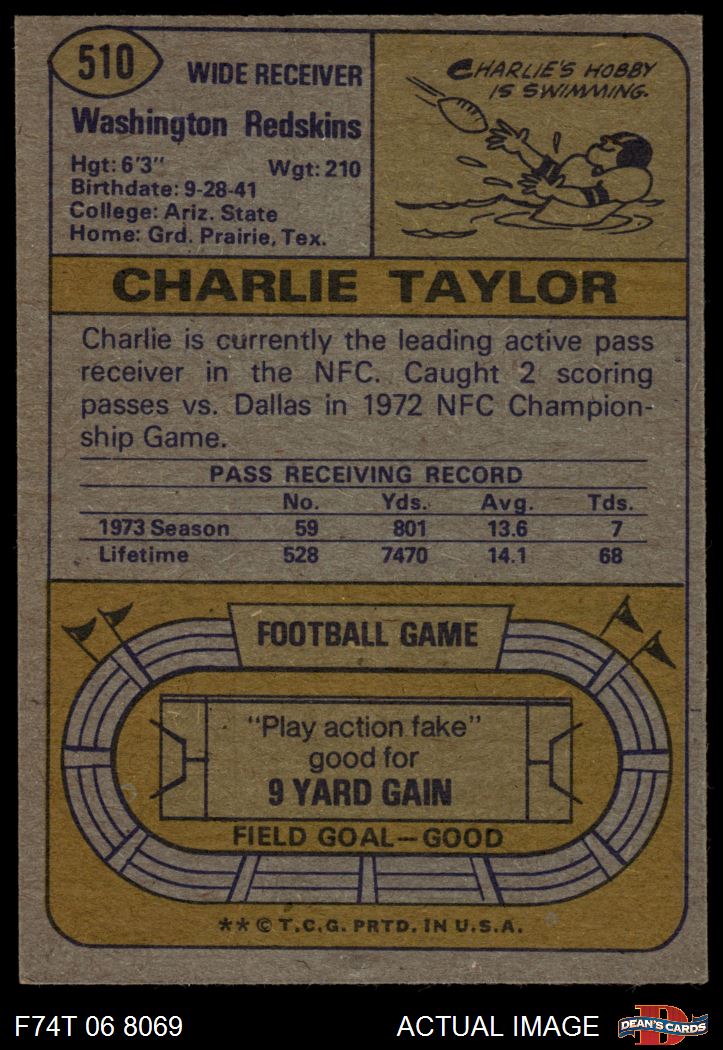 510
WIDE RECEIVER
Washington Redskins
Hgt: 6'3" Wgt: 210
Birthdate: 9-28-41
College: Ariz. State
Home: Grd. Prairie, Tex.
CHARLIE'S HOBBY
IS SWIMMING.
CHARLIE TAYLOR
Charlie is currently the leading active pass
receiver in the NFC. Caught 2 scoring
passes vs. Dallas in 1972 NFC Champion-
ship Game.
PASS RECEIVING RECORD
No. Yds. Avg. Tds.
1973 Season 59 801 13.6 7
Lifetime 528 7470 14.1 68
FOOTBALL GAME
"Play action fake"
good for
9 YARD GAIN
FIELD GOAL—GOOD
** © T.C.G. PRTD. IN U.S.A.
F74T 06 8069
ACTUAL IMAGE
D
DEAN'S CARDS